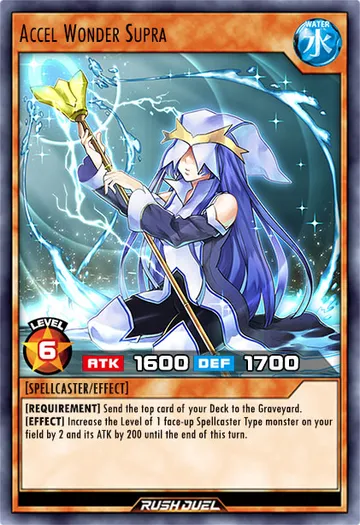 Accel Wonder Supra
WATER
水
LEVEL
6
ATK 1600 DEF 1700
[SPELLCASTER/EFFECT]
[REQUIREMENT] Send the top card of your Deck to the Graveyard.
[EFFECT] Increase the Level of 1 face-up Spellcaster Type monster on
your field by 2 and its ATK by 200 until the end of this turn.
RUSH DUEL